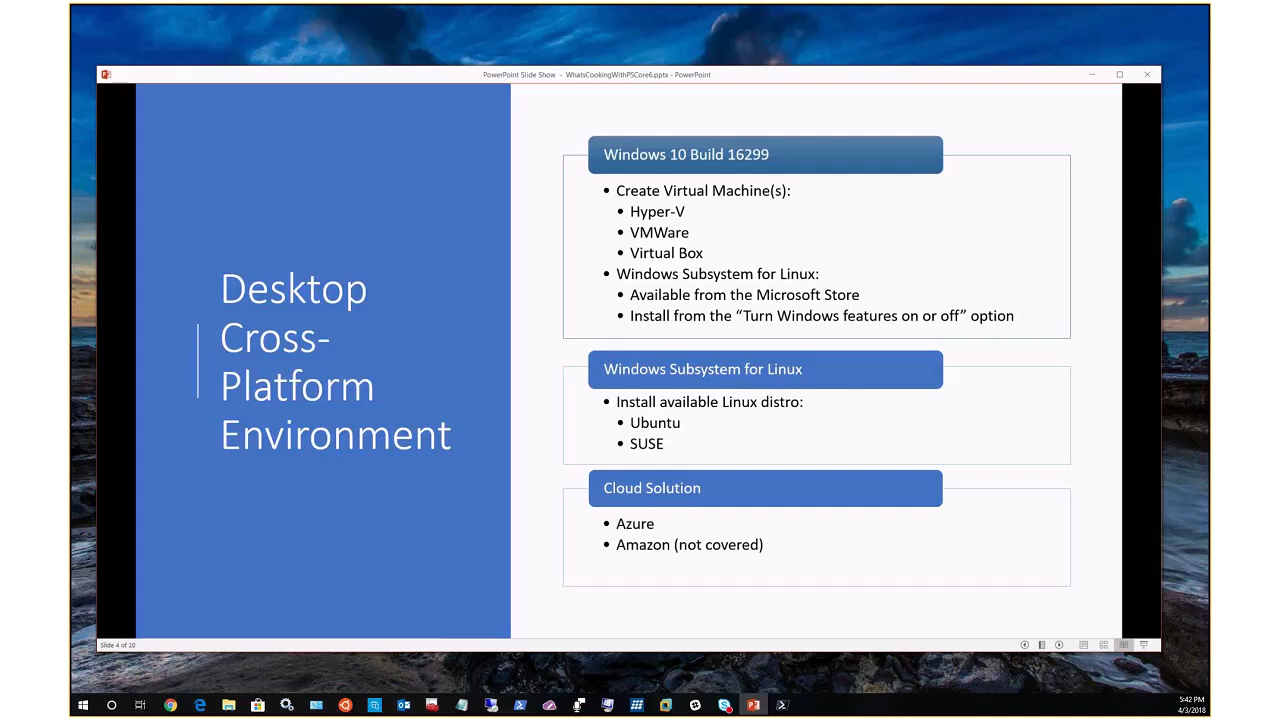 PowerPoint Slide Show - WhatsCookingWithPSCore6.pptx - PowerPoint
Desktop
Cross-
Platform
Environment
Windows 10 Build 16299
• Create Virtual Machine(s):
• Hyper-V
• VMWare
• Virtual Box
• Windows Subsystem for Linux:
• Available from the Microsoft Store
• Install from the “Turn Windows features on or off” option
Windows Subsystem for Linux
• Install available Linux distro:
• Ubuntu
• SUSE
Cloud Solution
• Azure
• Amazon (not covered)
Slide 4 of 20
5:42 PM
4/3/2018